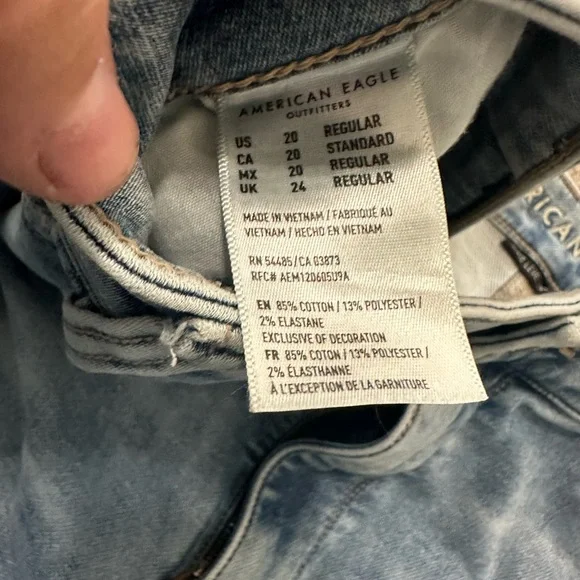 AMERICAN EAGLE
OUTFITTERS
US 20 REGULAR
CA 20 STANDARD
MX 20 REGULAR
UK 24 REGULAR
MADE IN VIETNAM / FABRIQUÉ AU
VIETNAM / HECHO EN VIETNAM
RN 54485/CA 03873
RFC# AEM120605U9A
EN 85% COTTON / 13% POLYESTER /
2% ELASTANE
EXCLUSIVE OF DECORATION
FR 85% COTON / 13% POLYESTER /
2% ÉLASTHANNE
À L'EXCEPTION DE LA GARNITURE